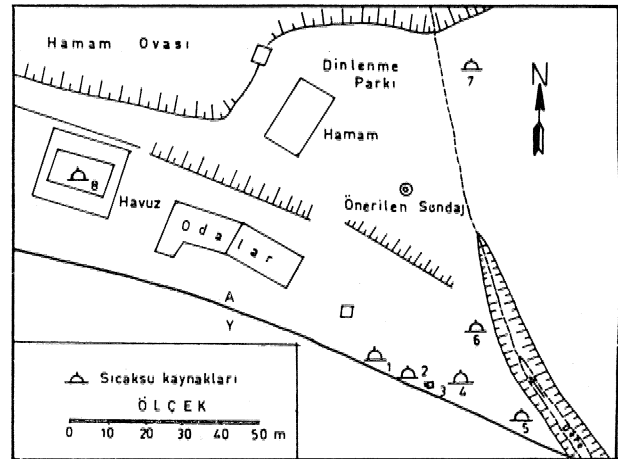 Hamam Ovası
Dinlenme
Parkı
7
N
Hamam
8
Havuz
Önerilen Sondaj
Odalar
A
Y
6
1
2
3
4
5
Dere
Sıcaksu kaynakları
ÖLÇEK
0 10 20 30 40 50 m